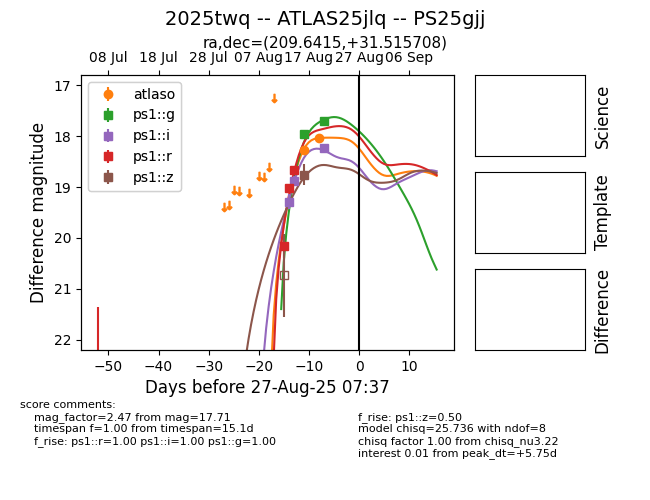 2025twq -- ATLAS25jlq -- PS25gjj
ra,dec=(209.6415,+31.515708)
08 Jul 18 Jul 28 Jul 07 Aug 17 Aug 27 Aug 06 Sep
atlaso
ps1::g
ps1::i
ps1::r
ps1::z
17
18
19
20
21
22
Difference magnitude
−50 −40 −30 −20 −10 0 10
Days before 27-Aug-25 07:37
Science
Template
Difference
score comments:
mag_factor=2.47 from mag=17.71
timespan f=1.00 from timespan=15.1d
f_rise: ps1::r=1.00 ps1::i=1.00 ps1::g=1.00
f_rise: ps1::z=0.50
model chisq=25.736 with ndof=8
chisq factor 1.00 from chisq_nu3.22
interest 0.01 from peak_dt=+5.75d